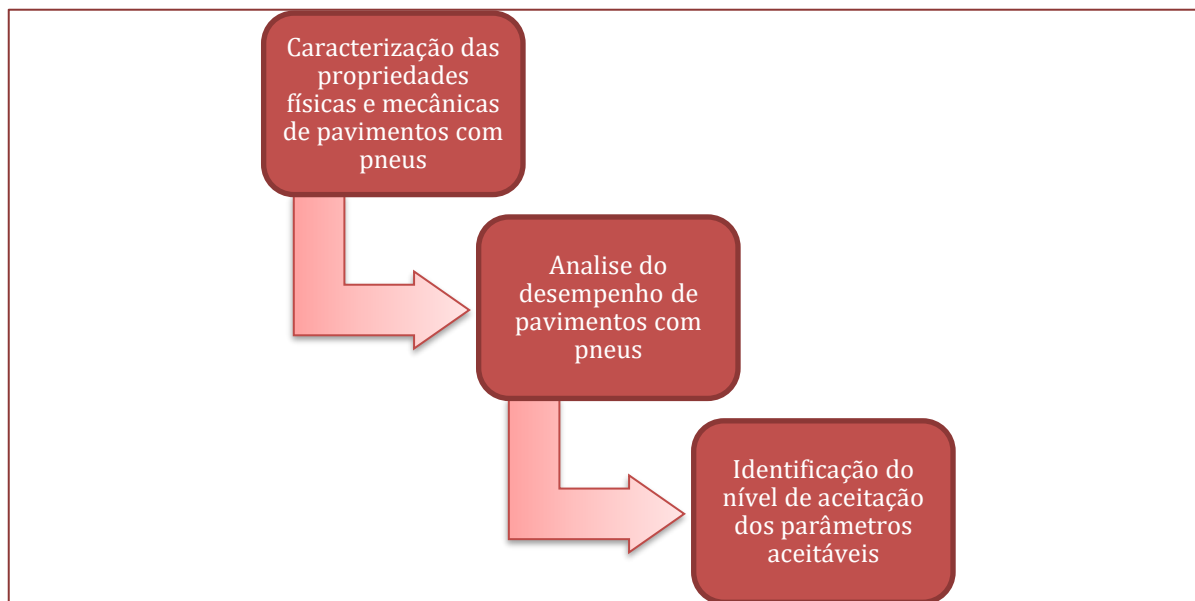 Caracterização das
propriedades
físicas e mecânicas
de pavimentos com
pneus
Analise do
desempenho de
pavimentos com
pneus
Identificação do
nível de aceitação
dos parâmetros
aceitáveis